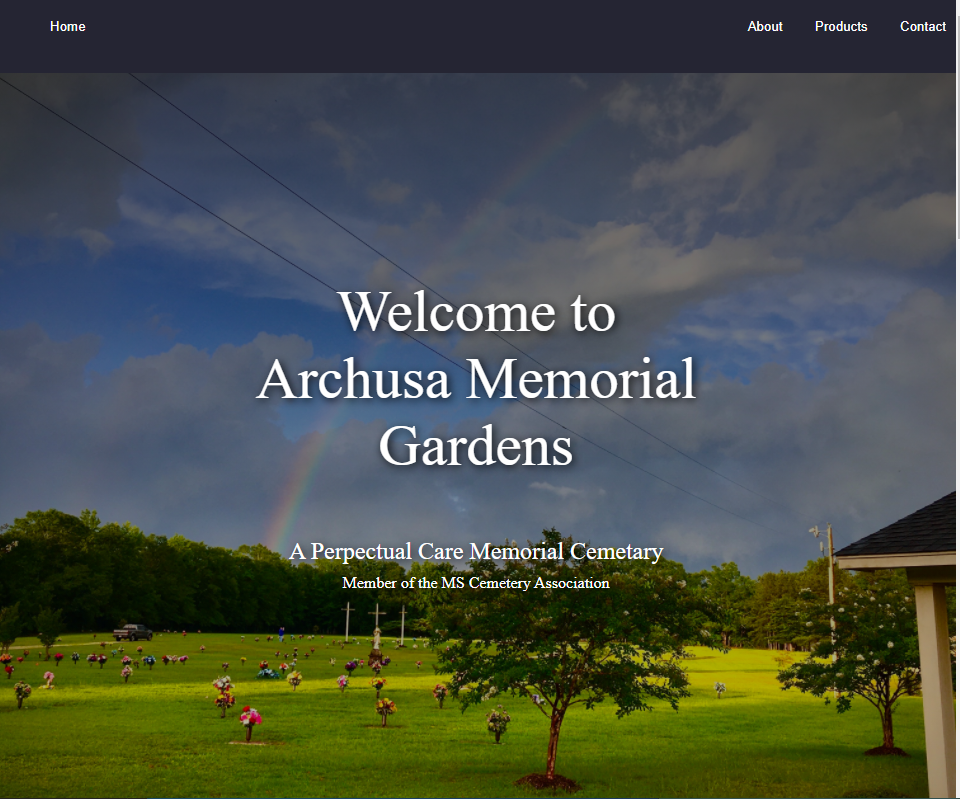 Home
About Products Contact
Welcome to
Archusa Memorial
Gardens
A Perpectual Care Memorial Cemetary
Member of the MS Cemetery Association